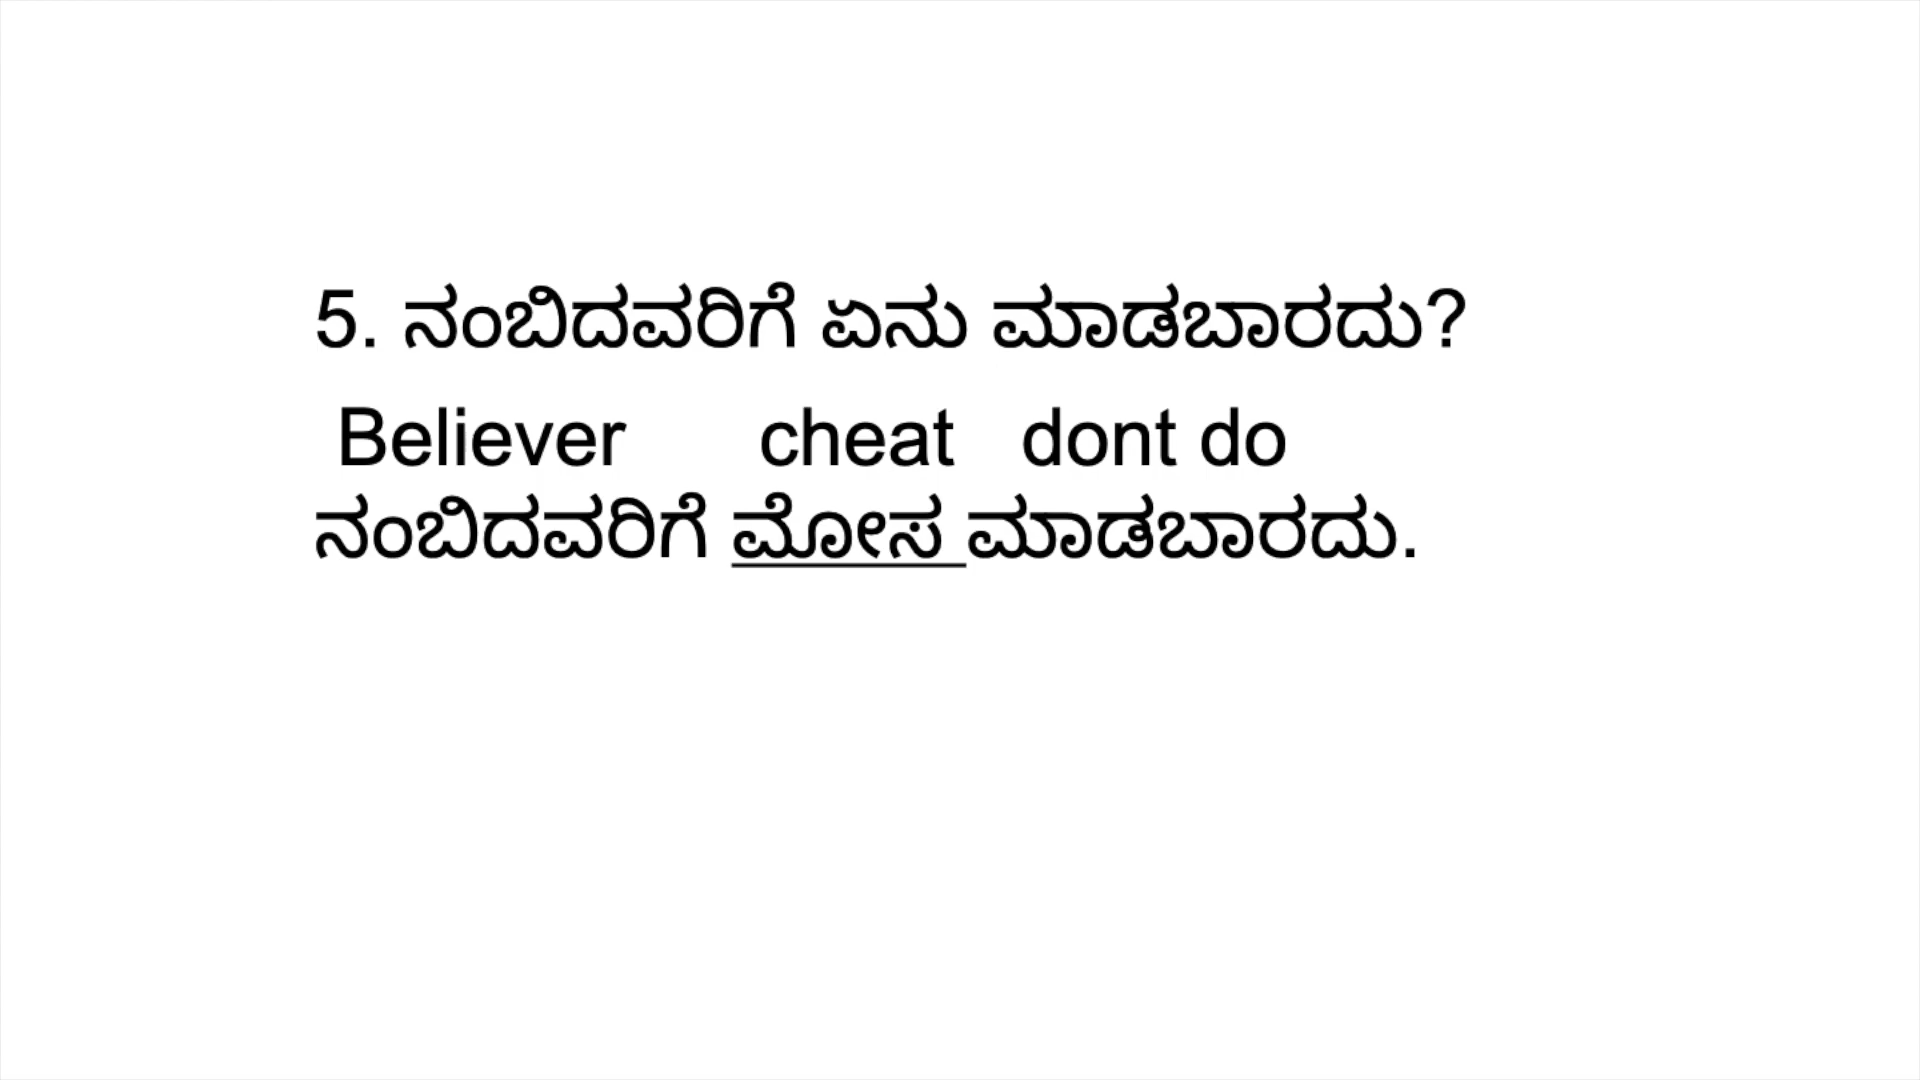 5. ನಂಬಿದವರಿಗೆ ಏನು ಮಾಡಬಾರದು?
Believer cheat dont do
ನಂಬಿದವರಿಗೆ ಮೋಸ ಮಾಡಬಾರದು.